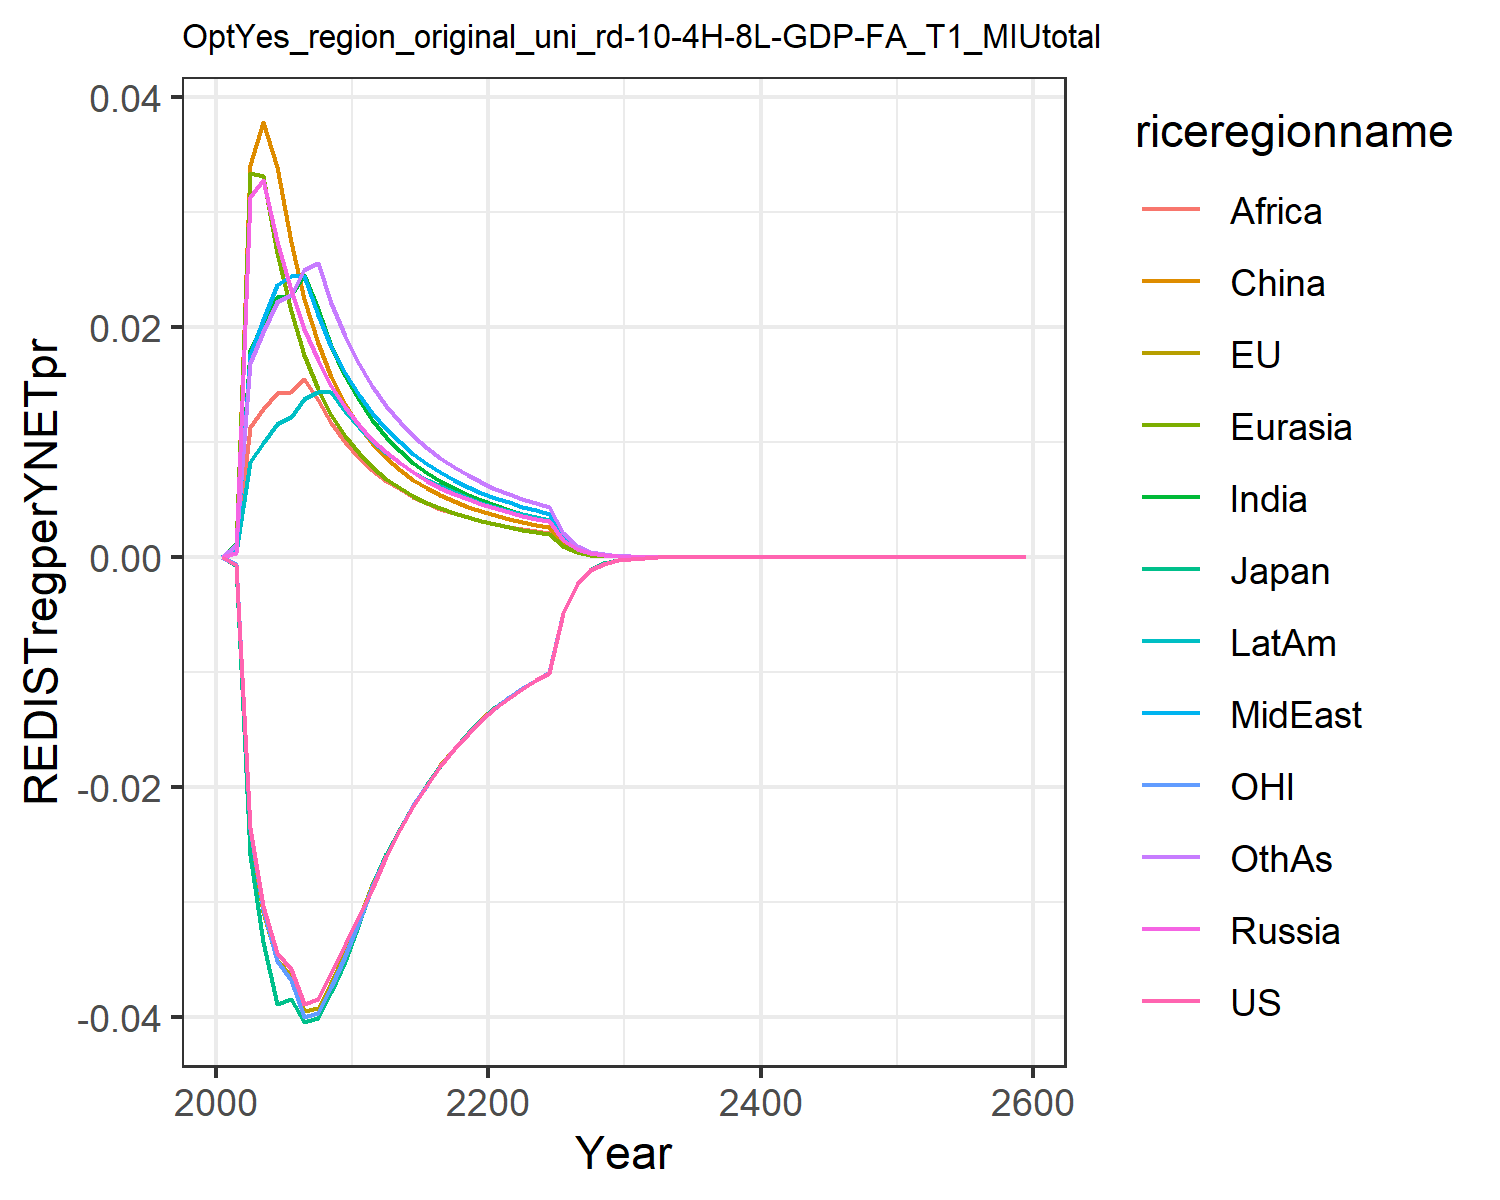 OptYes_region_original_uni_rd-10-4H-8L-GDP-FA_T1_MIUtotal
0.04
0.02
0.00
-0.02
-0.04
REDISTregperYNETpr
2000
2200
2400
2600
Year
riceregionname
Africa
China
EU
Eurasia
India
Japan
LatAm
MidEast
OHI
OthAs
Russia
US